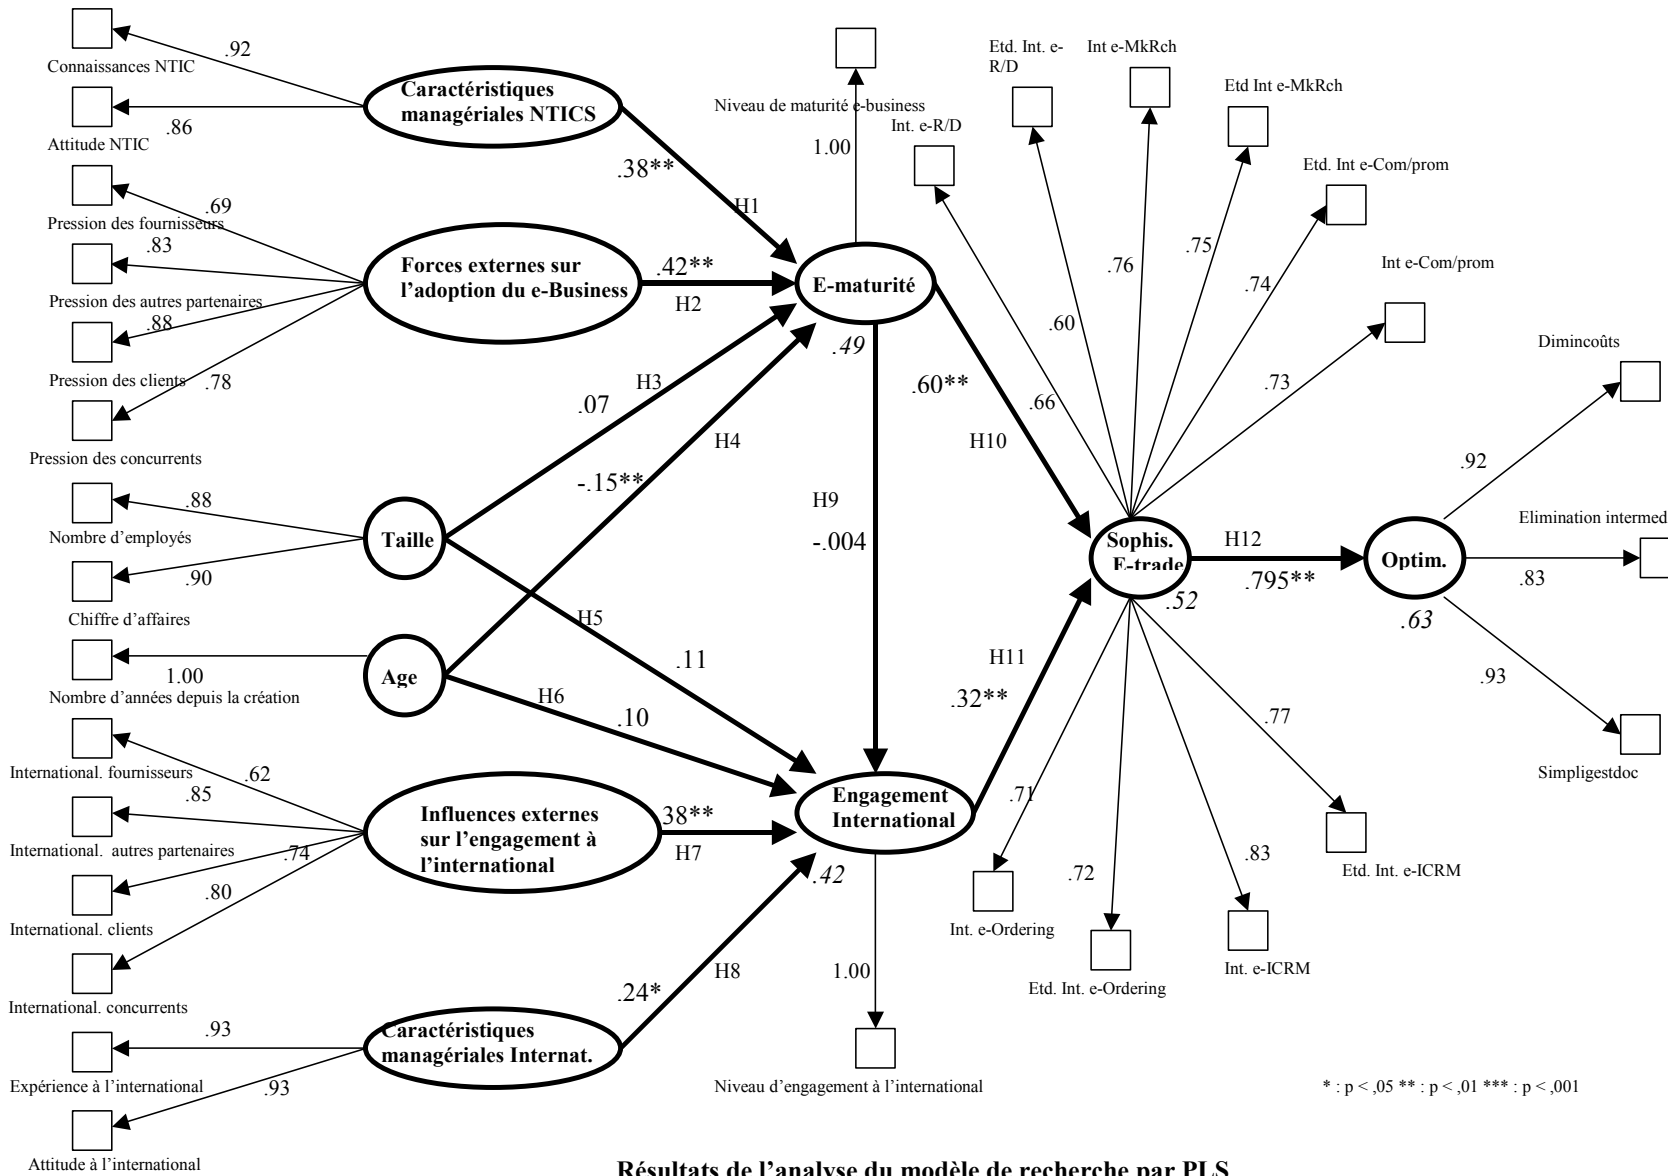 .92
Connaissances NTIC
.86
Attitude NTIC
Caractéristiques
managériales NTICS
.38**
H1
.69
Pression des fournisseurs
.83
Pression des autres partenaires
.88
Pression des clients
.78
Pression des concurrents
Forces externes sur
l'adoption du e-Business
.42**
H2
Niveau de maturité e-business
1.00
E-maturité
.49
H3
.07
H4
-.15**
.88
Nombre d'employés
.90
Chiffre d'affaires
Taille
1.00
Nombre d'années depuis la création
Age
H5
.11
H6
.10
H9
-.004
International. fournisseurs
.62
.85
International. autres partenaires
.74
International. clients
.80
International. concurrents
Influences externes
sur l'engagement à
l'international
38**
H7
Engagement
International
.42
.24*
H8
.93
Expérience à l'international
.93
Attitude à l'international
Caractéristiques
managériales Internat.
1.00
Niveau d'engagement à l'international
.60**
H10
H11
.32**
Int. e-R/D
.66
Etd. Int. e-
R/D
.60
Int e-MkRch
.76
Etd Int e-MkRch
.75
Etd. Int e-Com/prom
.74
Int e-Com/prom
.73
Sophis.
E-trade
.52
H12
.795**
Optim.
.63
Dimincoûts
.92
Elimination intermed
.83
.93
Simpligestdoc
.71
Int. e-Ordering
.72
Etd. Int. e-Ordering
.83
Int. e-ICRM
.77
Etd. Int. e-ICRM
* : p < ,05 ** : p < ,01 *** : p < ,001
Résultats de l'analyse du modèle de recherche par PLS